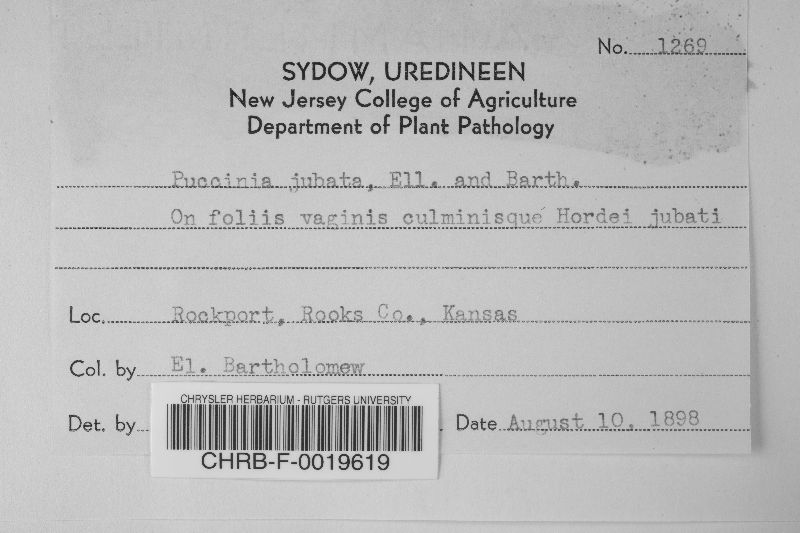 No. 1269
SYDOW, UREDINEEN
New Jersey College of Agriculture
Department of Plant Pathology
Puccinia jubata, Ell. and Barth.
On foliis vaginis culminisque Hordei jubati
Loc. Rockport, Rooks Co., Kansas
Col. by El. Bartholomew
Det. by Date August 10, 1898
CHRYSLER HERBARIUM - RUTGERS UNIVERSITY
CHRB-F-0019619